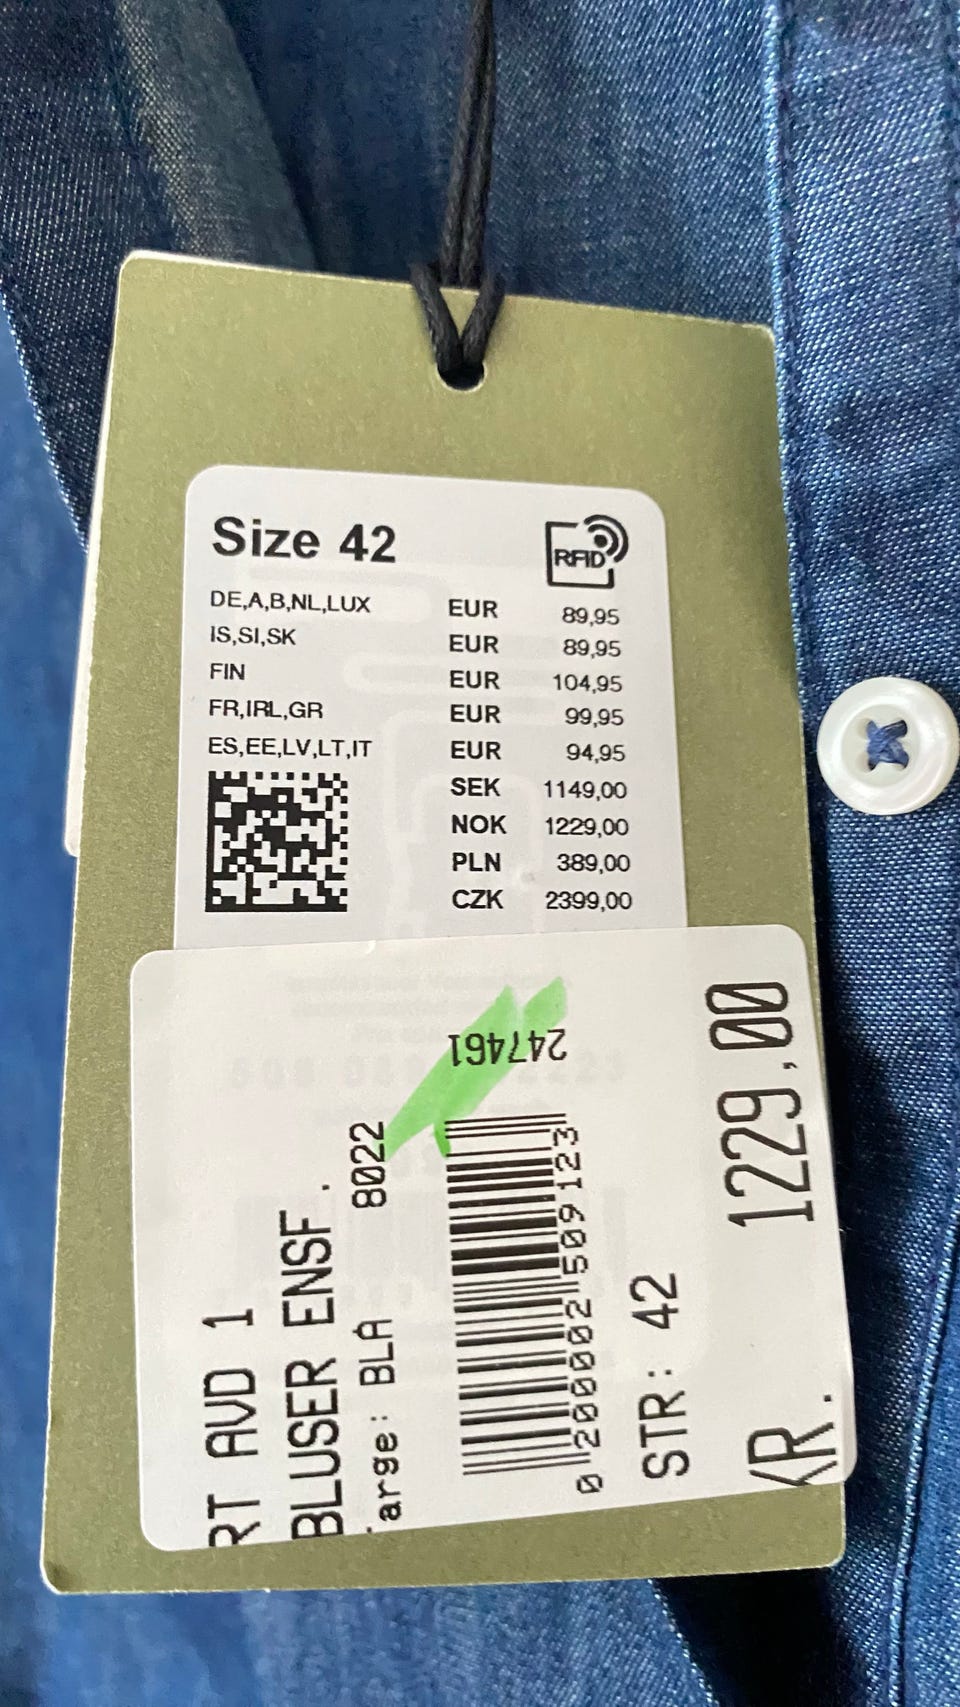 Size 42
RFID
DE,A,B,NL,LUX EUR 89,95
IS,SI,SK EUR 89,95
FIN EUR 104,95
FR,IRL,GR EUR 99,95
ES,EE,LV,LT,IT EUR 94,95
SEK 1149,00
NOK 1229,00
PLN 389,00
CZK 2399,00
RT AVD 1
BLUSER ENSF.
arge: BLÅ 8022
247461
0 200002 509123
STR: 42
KR. 1229,00